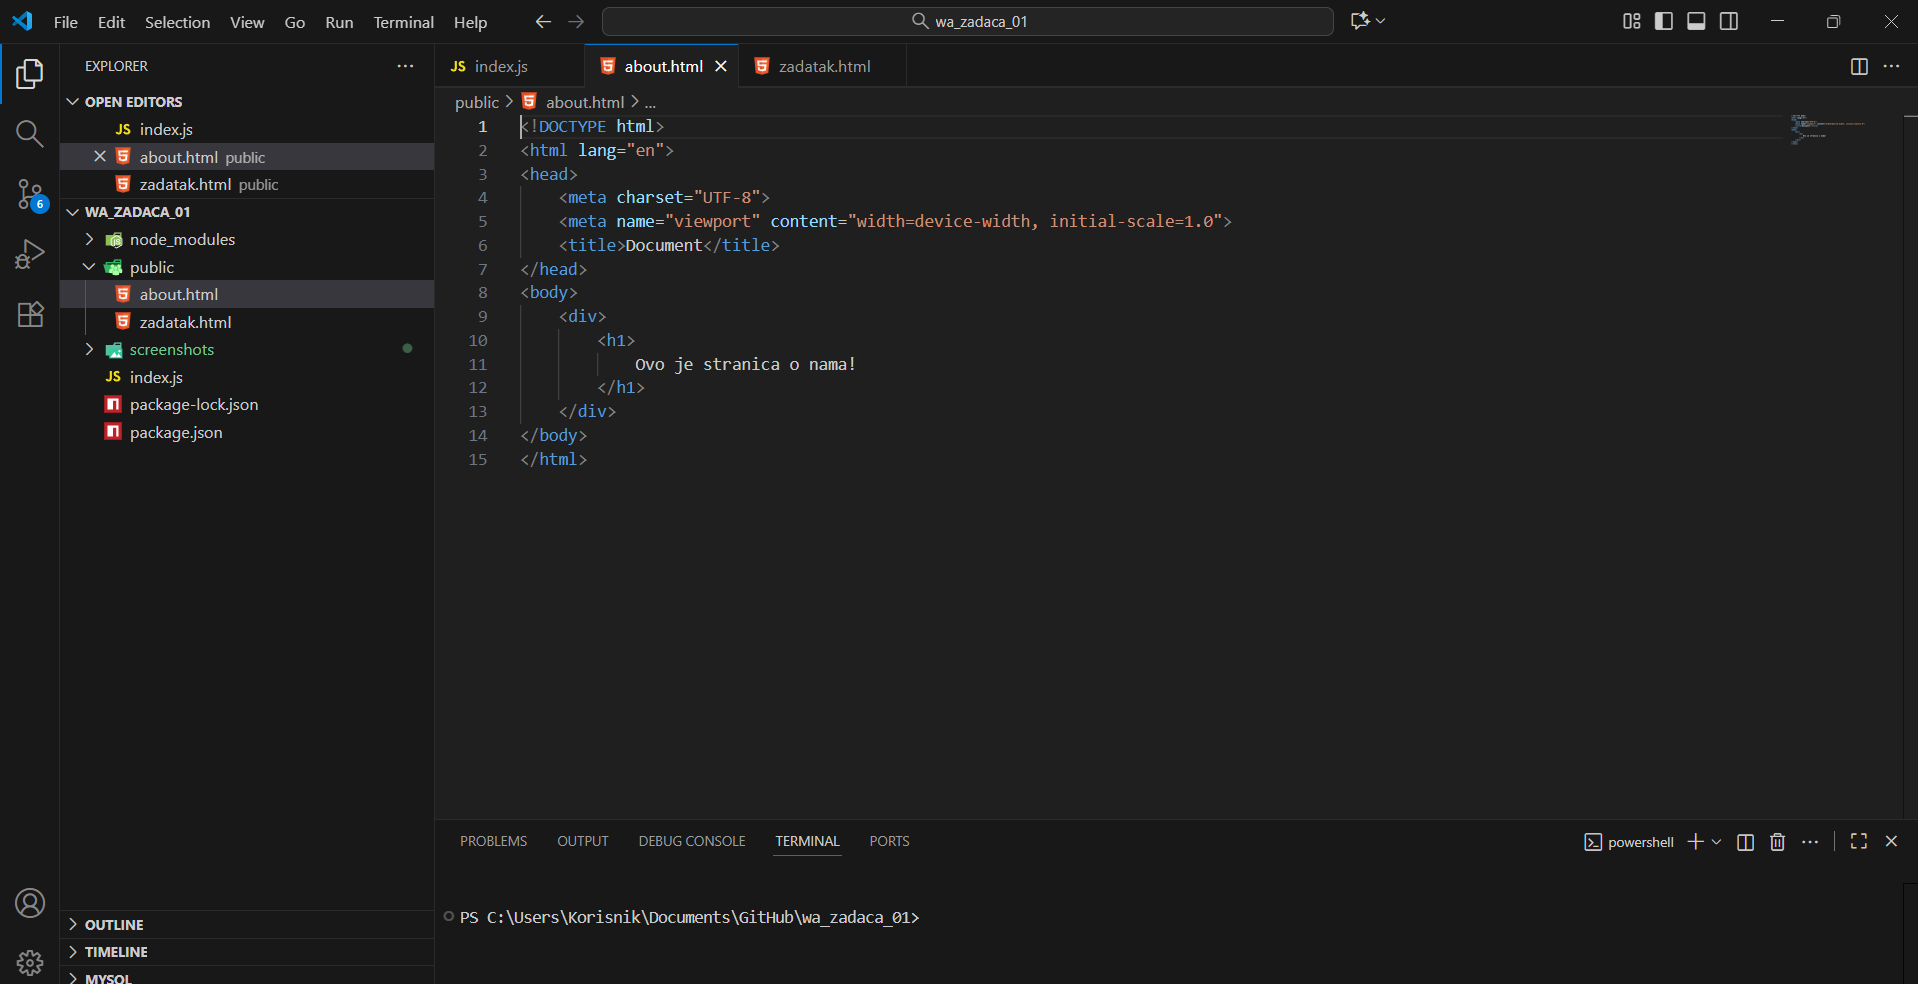 File Edit Selection View Go Run Terminal Help
wa_zadaca_01
EXPLORER
OPEN EDITORS
JS index.js
about.html public
zadatak.html public
WA_ZADACA_01
node_modules
public
about.html
zadatak.html
screenshots
JS index.js
package-lock.json
package.json
OUTLINE
TIMELINE
MYSQL
6
JS index.js about.html zadatak.html
public > about.html > ...
1 <!DOCTYPE html>
2 <html lang="en">
3 <head>
4 <meta charset="UTF-8">
5 <meta name="viewport" content="width=device-width, initial-scale=1.0">
6 <title>Document</title>
7 </head>
8 <body>
9 <div>
10 <h1>
11 Ovo je stranica o nama!
12 </h1>
13 </div>
14 </body>
15 </html>
PROBLEMS OUTPUT DEBUG CONSOLE TERMINAL PORTS
powershell
PS C:\Users\Korisnik\Documents\GitHub\wa_zadaca_01>